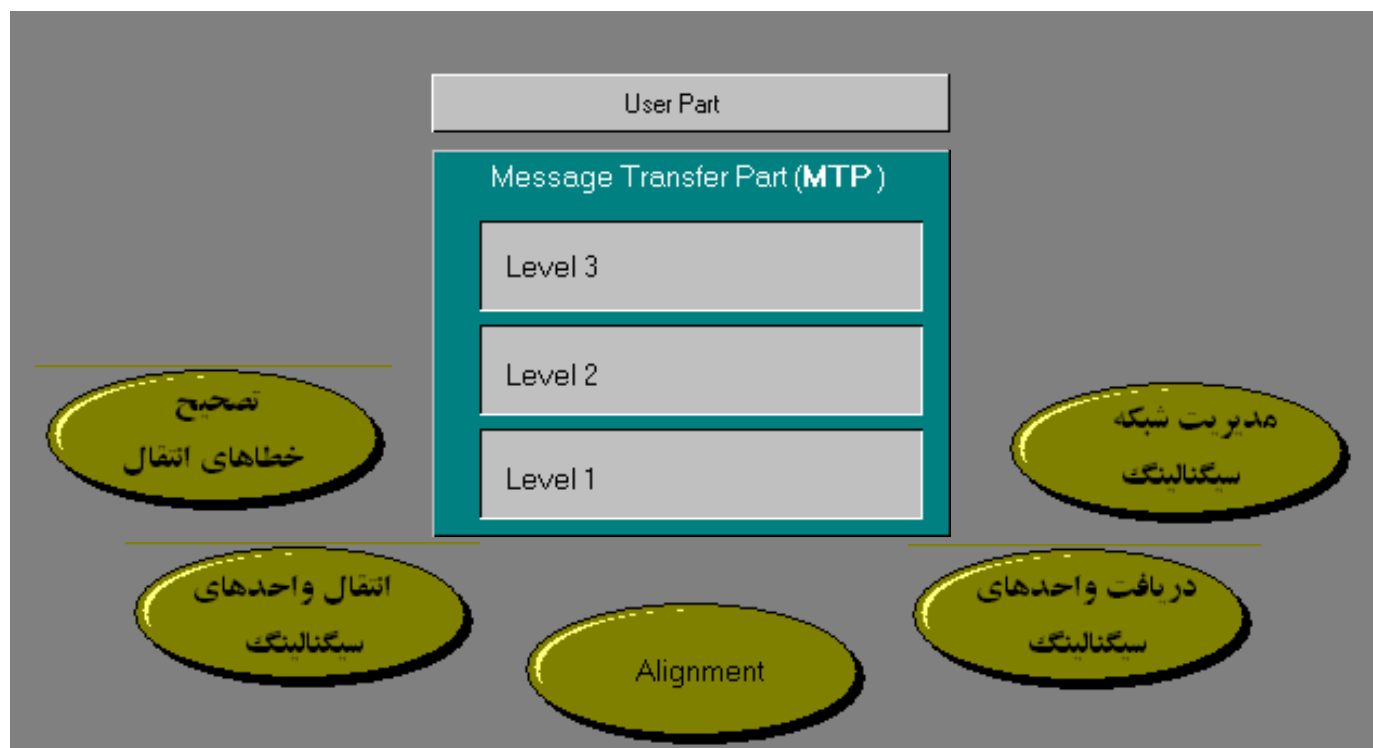 User Part
Message Transfer Part (MTP)
Level 3
Level 2
Level 1
تصحیح
خطاهای انتقال
مدیریت شبکه
سیگنالینگ
انتقال واحدهای
سیگنالینگ
Alignment
دریافت واحدهای
سیگنالینگ